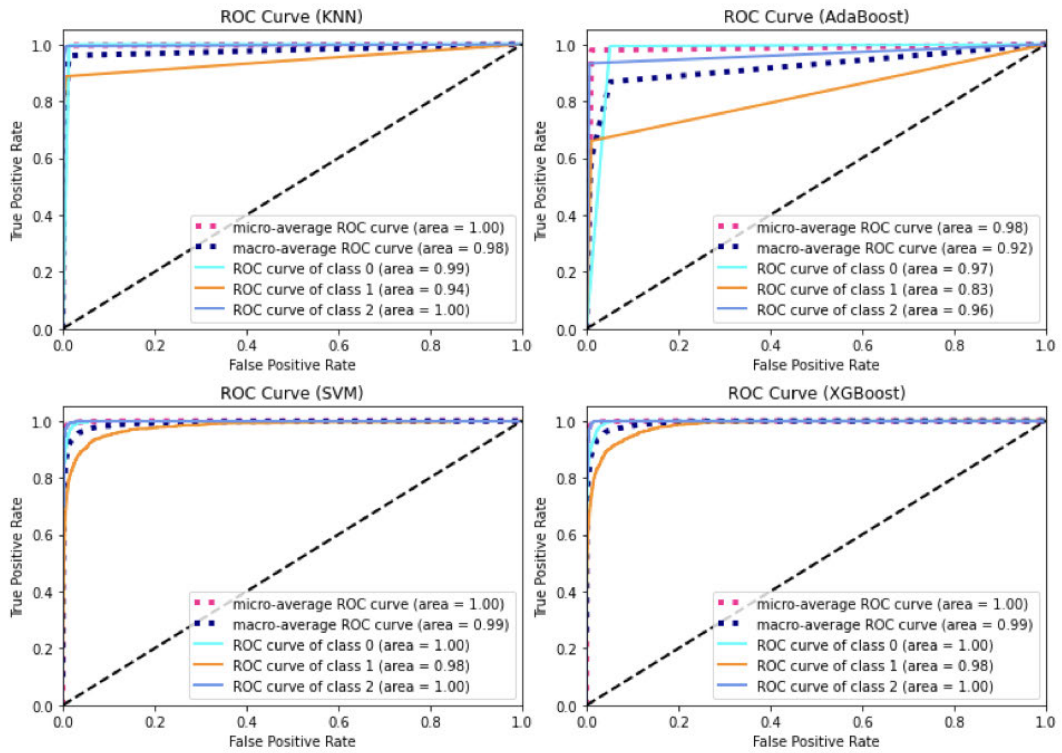 ROC Curve (KNN)
True Positive Rate
1.0
0.8
0.6
0.4
0.2
0.0
micro-average ROC curve (area = 1.00)
macro-average ROC curve (area = 0.98)
ROC curve of class 0 (area = 0.99)
ROC curve of class 1 (area = 0.94)
ROC curve of class 2 (area = 1.00)
0.0 0.2 0.4 0.6 0.8 1.0
False Positive Rate
ROC Curve (AdaBoost)
True Positive Rate
1.0
0.8
0.6
0.4
0.2
0.0
micro-average ROC curve (area = 0.98)
macro-average ROC curve (area = 0.92)
ROC curve of class 0 (area = 0.97)
ROC curve of class 1 (area = 0.83)
ROC curve of class 2 (area = 0.96)
0.0 0.2 0.4 0.6 0.8 1.0
False Positive Rate
ROC Curve (SVM)
True Positive Rate
1.0
0.8
0.6
0.4
0.2
0.0
micro-average ROC curve (area = 1.00)
macro-average ROC curve (area = 0.99)
ROC curve of class 0 (area = 1.00)
ROC curve of class 1 (area = 0.98)
ROC curve of class 2 (area = 1.00)
0.0 0.2 0.4 0.6 0.8 1.0
False Positive Rate
ROC Curve (XGBoost)
True Positive Rate
1.0
0.8
0.6
0.4
0.2
0.0
micro-average ROC curve (area = 1.00)
macro-average ROC curve (area = 0.99)
ROC curve of class 0 (area = 1.00)
ROC curve of class 1 (area = 0.98)
ROC curve of class 2 (area = 1.00)
0.0 0.2 0.4 0.6 0.8 1.0
False Positive Rate